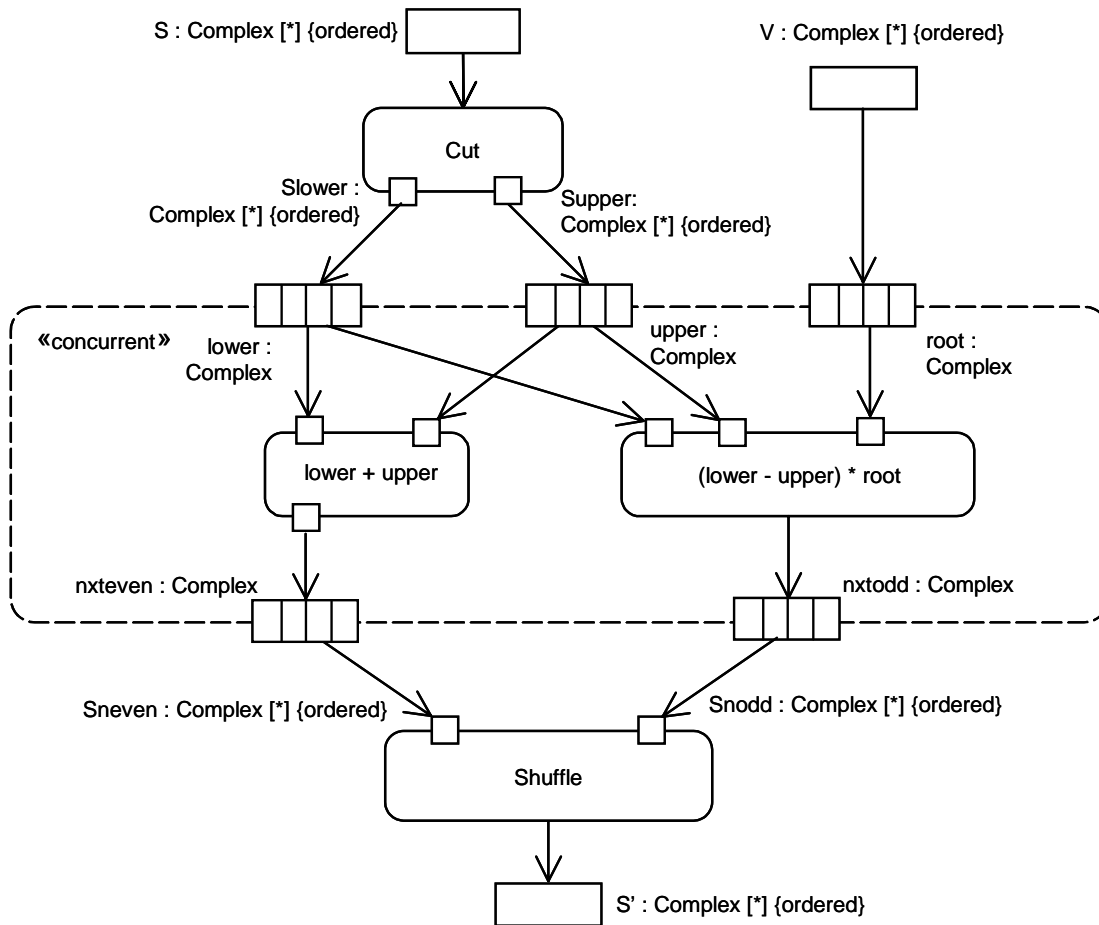 S : Complex [*] {ordered}
V : Complex [*] {ordered}
Cut
Slower :
Complex [*] {ordered}
Supper:
Complex [*] {ordered}
«concurrent»
lower :
Complex
upper :
Complex
root :
Complex
lower + upper
(lower - upper) * root
nxteven : Complex
nxtodd : Complex
Sneven : Complex [*] {ordered}
Snodd : Complex [*] {ordered}
Shuffle
S' : Complex [*] {ordered}